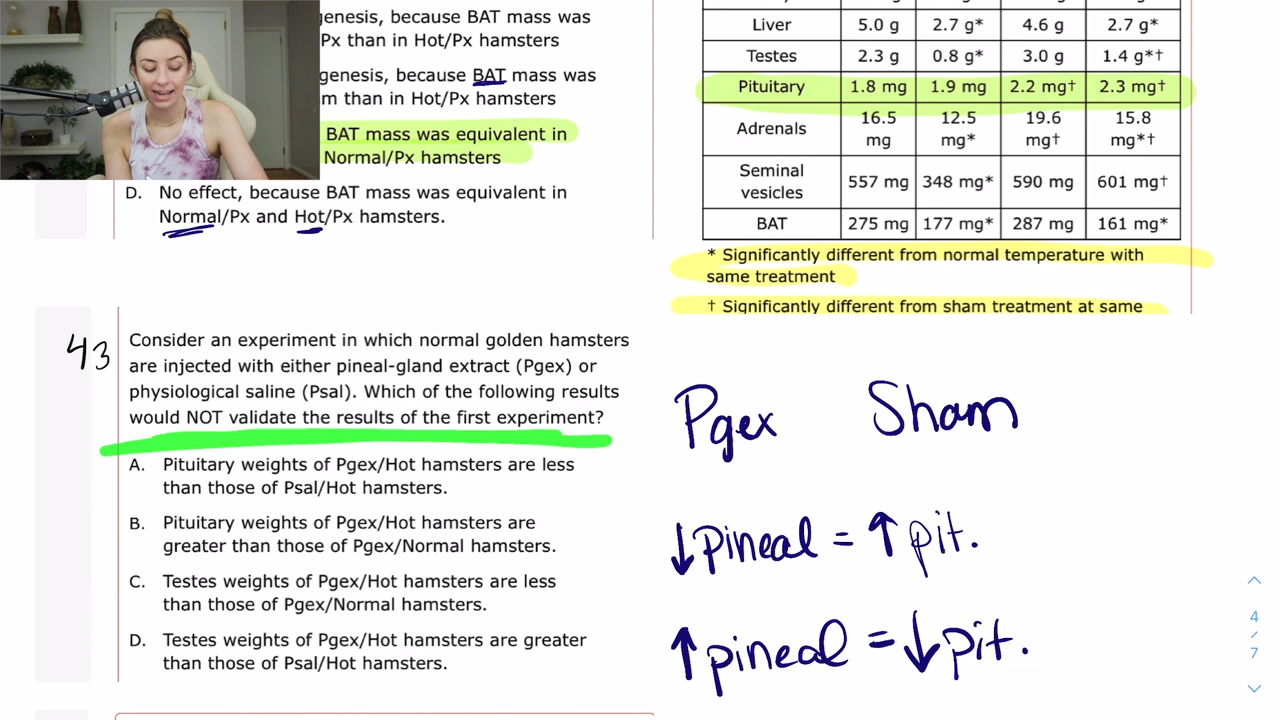 genesis, because BAT mass was
Px than in Hot/Px hamsters
genesis, because BAT mass was
m than in Hot/Px hamsters
BAT mass was equivalent in
Normal/Px hamsters
D. No effect, because BAT mass was equivalent in
Normal/Px and Hot/Px hamsters.
Liver 5.0 g 2.7 g* 4.6 g 2.7 g*
Testes 2.3 g 0.8 g* 3.0 g 1.4 g*†
Pituitary 1.8 mg 1.9 mg 2.2 mg† 2.3 mg†
Adrenals 16.5 mg 12.5 mg* 19.6 mg† 15.8 mg*†
Seminal vesicles 557 mg 348 mg* 590 mg 601 mg†
BAT 275 mg 177 mg* 287 mg 161 mg*
* Significantly different from normal temperature with
same treatment
† Significantly different from sham treatment at same
43
Consider an experiment in which normal golden hamsters
are injected with either pineal-gland extract (Pgex) or
physiological saline (Psal). Which of the following results
would NOT validate the results of the first experiment?
A. Pituitary weights of Pgex/Hot hamsters are less
than those of Psal/Hot hamsters.
B. Pituitary weights of Pgex/Hot hamsters are
greater than those of Pgex/Normal hamsters.
C. Testes weights of Pgex/Hot hamsters are less
than those of Pgex/Normal hamsters.
D. Testes weights of Pgex/Hot hamsters are greater
than those of Psal/Hot hamsters.
Pgex Sham
↓pineal = ↑pit.
↑pineal = ↓pit.
4
/
7